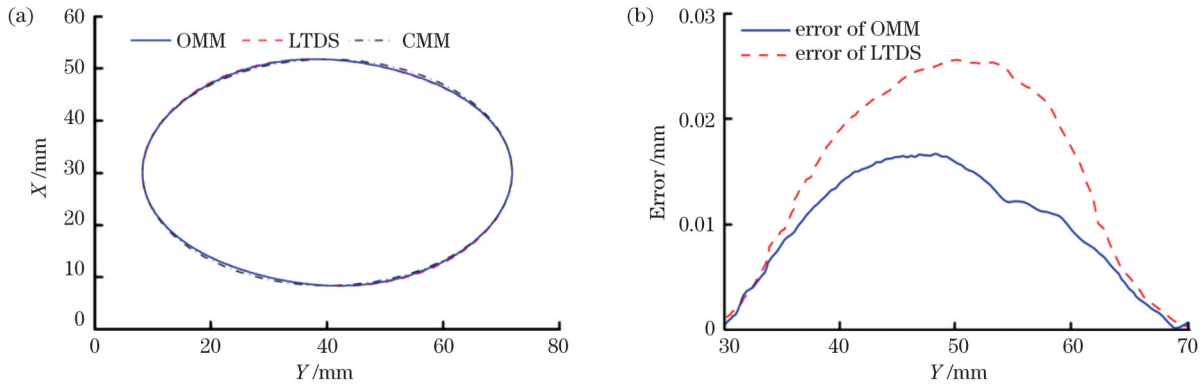 (a)
60
50
40
30
20
10
0
X/mm
OMM LTDS CMM
0 20 40 60 80
Y/mm
(b)
0.03
0.02
0.01
0
Error/mm
error of OMM
error of LTDS
30 40 50 60 70
Y/mm